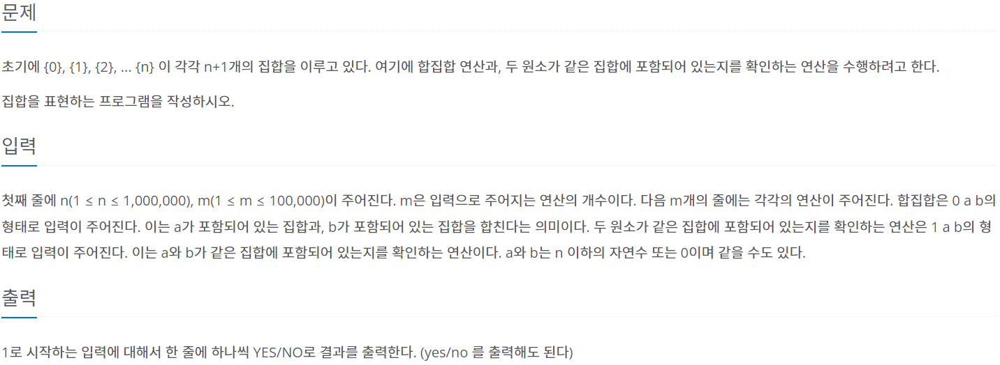 문제
초기에 {0}, {1}, {2}, ... {n} 이 각각 n+1개의 집합을 이루고 있다. 여기에 합집합 연산과, 두 원소가 같은 집합에 포함되어 있는지를 확인하는 연산을 수행하려고 한다.
집합을 표현하는 프로그램을 작성하시오.
입력
첫째 줄에 n(1 ≤ n ≤ 1,000,000), m(1 ≤ m ≤ 100,000)이 주어진다. m은 입력으로 주어지는 연산의 개수이다. 다음 m개의 줄에는 각각의 연산이 주어진다. 합집합은 0 a b의
형태로 입력이 주어진다. 이는 a가 포함되어 있는 집합과, b가 포함되어 있는 집합을 합친다는 의미이다. 두 원소가 같은 집합에 포함되어 있는지를 확인하는 연산은 1 a b의 형
태로 입력이 주어진다. 이는 a와 b가 같은 집합에 포함되어 있는지를 확인하는 연산이다. a와 b는 n 이하의 자연수 또는 0이며 같을 수도 있다.
출력
1로 시작하는 입력에 대해서 한 줄에 하나씩 YES/NO로 결과를 출력한다. (yes/no 를 출력해도 된다)